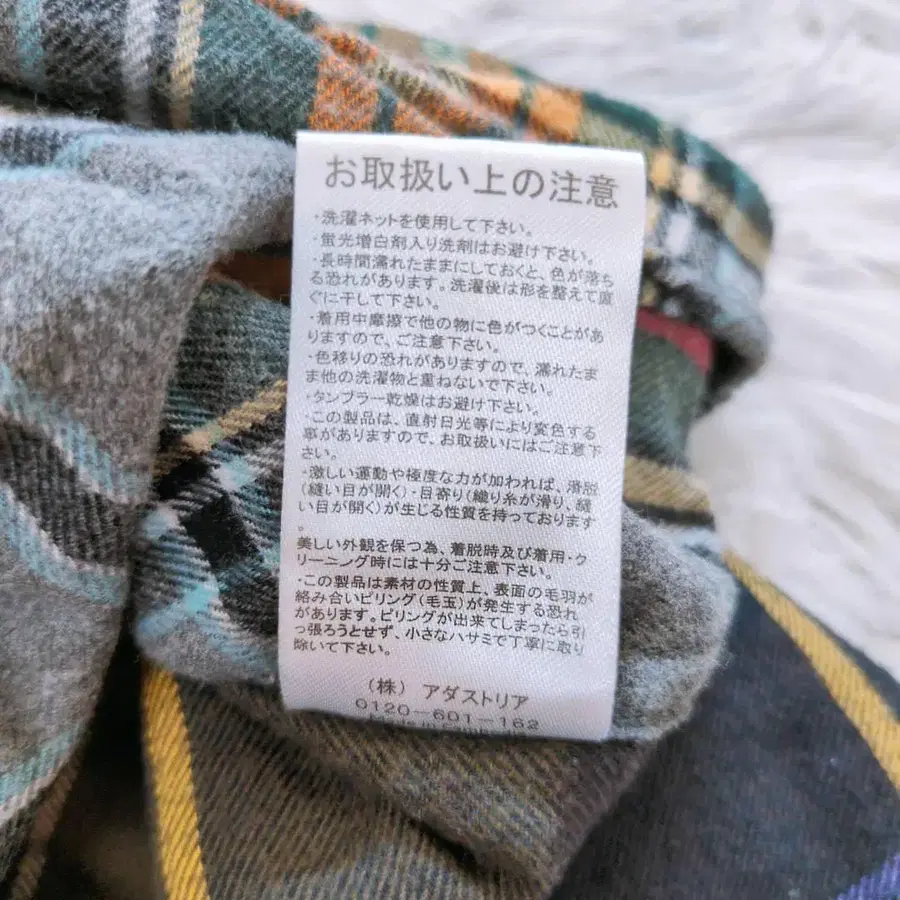 お取扱い上の注意
・洗濯ネットを使用して下さい。
・蛍光増白剤入り洗剤はお避け下さい。
・長時間濡れたままにしておくと、色が落ち
る恐れがあります。洗濯後は形を整えて直
ぐに干して下さい。
・着用中摩擦で他の物に色がつくことがあ
りますので、ご注意下さい。
・色移りの恐れがありますので、濡れたま
ま他の洗濯物と重ねないで下さい。
・タンブラー乾燥はお避け下さい。
・この製品は、直射日光等により変色する
事がありますので、お取扱いにはご注意下
さい。
・激しい運動や極度な力が加われば、滑脱
(縫い目が開く)・目寄り(織り糸が滑り、縫
い目が開く)が生じる性質を持っております
。
美しい外観を保つ為、着脱時及び着用・ク
リーニング時には十分ご注意下さい。
・この製品は素材の性質上、表面の毛羽が
絡み合いピリング(毛玉)が発生する恐れ
があります。ピリングが出来てしまったら引
っ張ろうとせず、小さなハサミで丁寧に取り
除いて下さい。
(株) アダストリア
0120-601-162